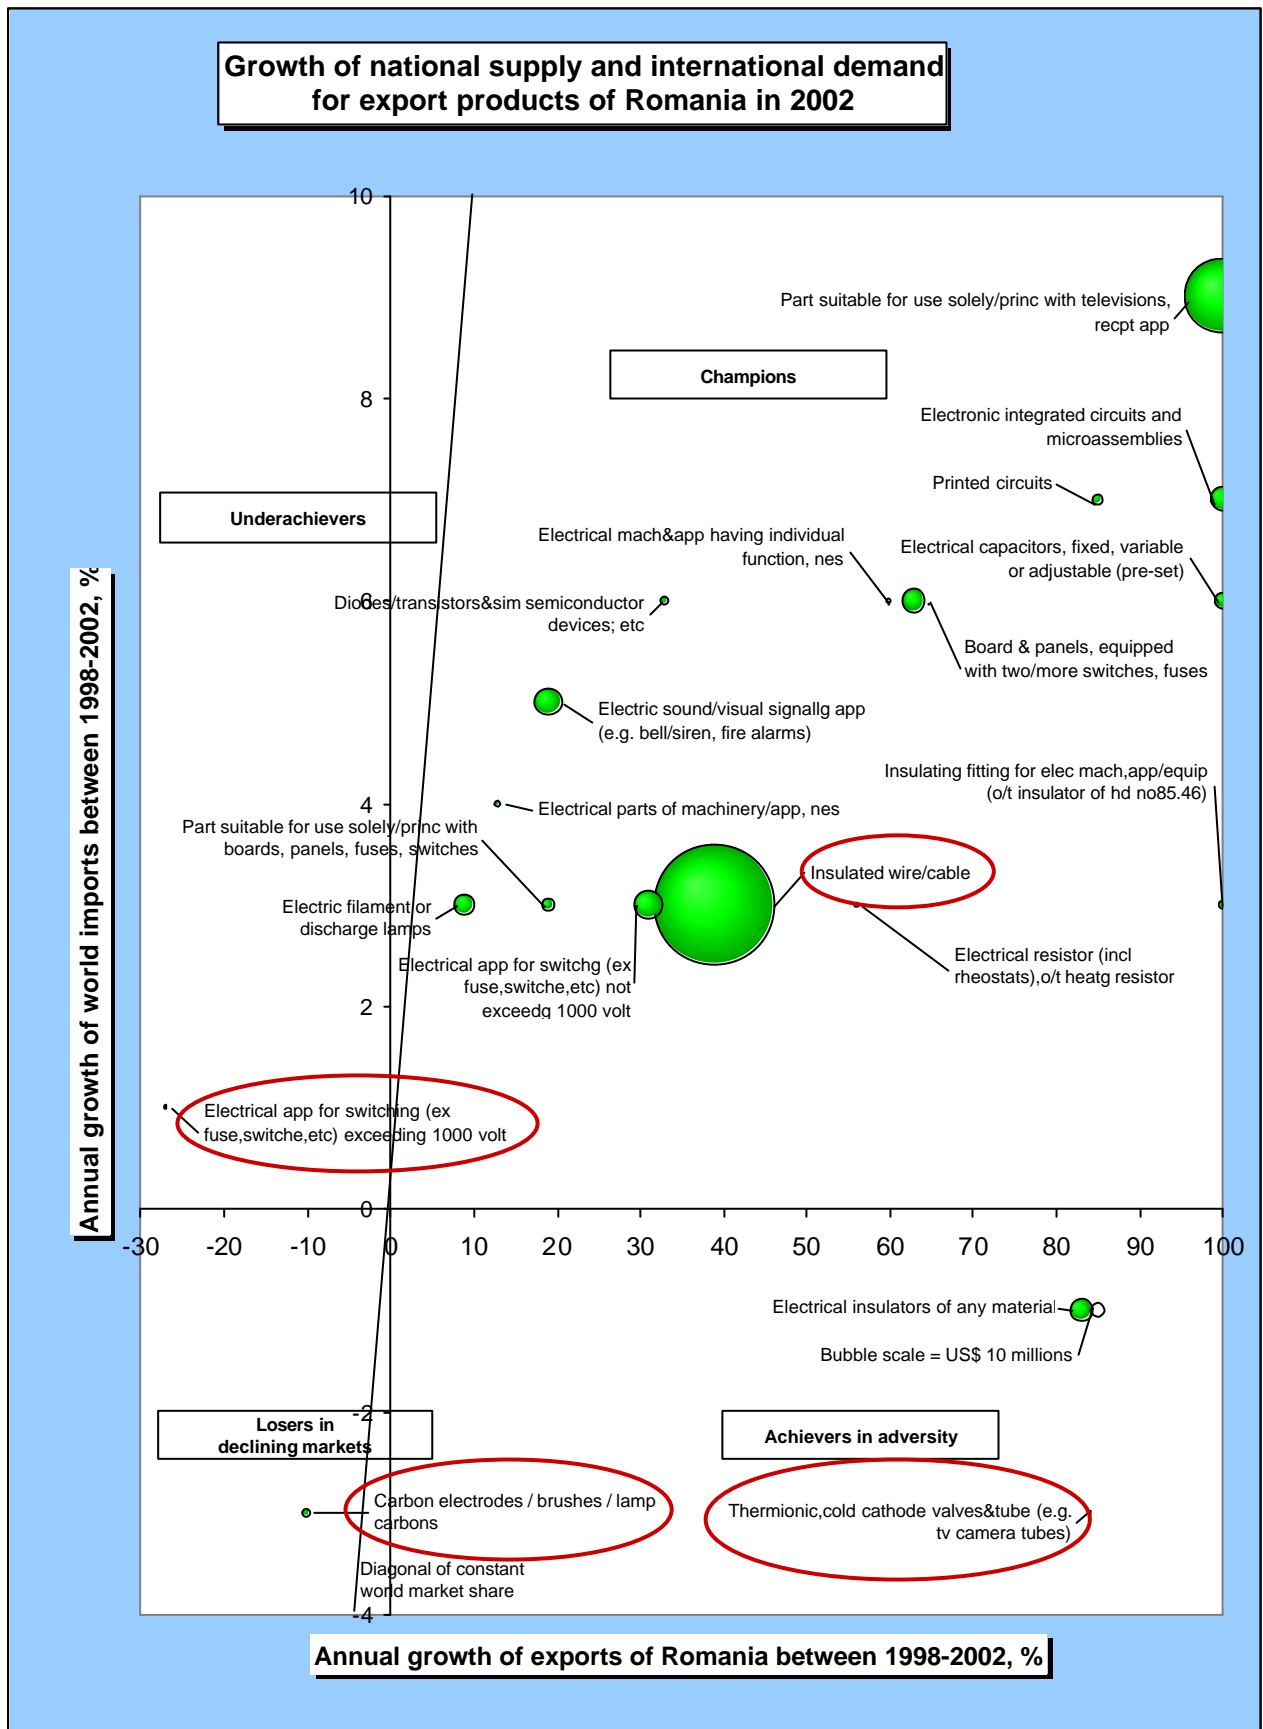 Growth of national supply and international demand
for export products of Romania in 2002
10
Part suitable for use solely/princ with televisions,
recpt app
Champions
8
Electronic integrated circuits and
microassemblies
Printed circuits
Underachievers
Electrical mach&app having individual
function, nes
Electrical capacitors, fixed, variable
or adjustable (pre-set)
6
Diodes/transistors&sim semiconductor
devices; etc
Board & panels, equipped
with two/more switches, fuses
Electric sound/visual signallg app
(e.g. bell/siren, fire alarms)
Insulating fitting for elec mach,app/equip
(o/t insulator of hd no85.46)
4
Electrical parts of machinery/app, nes
Part suitable for use solely/princ with
boards, panels, fuses, switches
Insulated wire/cable
Electric filament or
discharge lamps
Electrical app for switchg (ex
fuse,switche,etc) not
exceedg 1000 volt
Electrical resistor (incl
rheostats),o/t heatg resistor
2
Electrical app for switching (ex
fuse,switche,etc) exceeding 1000 volt
0
-30 -20 -10 0 10 20 30 40 50 60 70 80 90 100
Electrical insulators of any material
Bubble scale = US$ 10 millions
-2
Losers in
declining markets
Achievers in adversity
Carbon electrodes / brushes / lamp
carbons
Thermionic,cold cathode valves&tube (e.g.
tv camera tubes)
Diagonal of constant
world market share
-4
Annual growth of world imports between 1998-2002, %
Annual growth of exports of Romania between 1998-2002, %